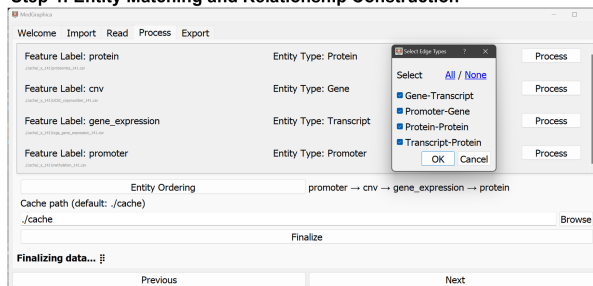 Step 4: Entity Matching and Relationship Construction
MedGraphica
Welcome Import Read Process Export
Feature Label: protein Entity Type: Protein Process
Feature Label: cnv Entity Type: Gene Process
Feature Label: gene_expression Entity Type: Transcript Process
Feature Label: promoter Entity Type: Promoter Process
Select Edge Types ? ×
Select All / None
Gene-Transcript
Promoter-Gene
Protein-Protein
Transcript-Protein
OK Cancel
Entity Ordering promoter → cnv → gene_expression → protein
Cache path (default: ./cache)
./cache Browse
Finalize
Finalizing data...
Previous Next